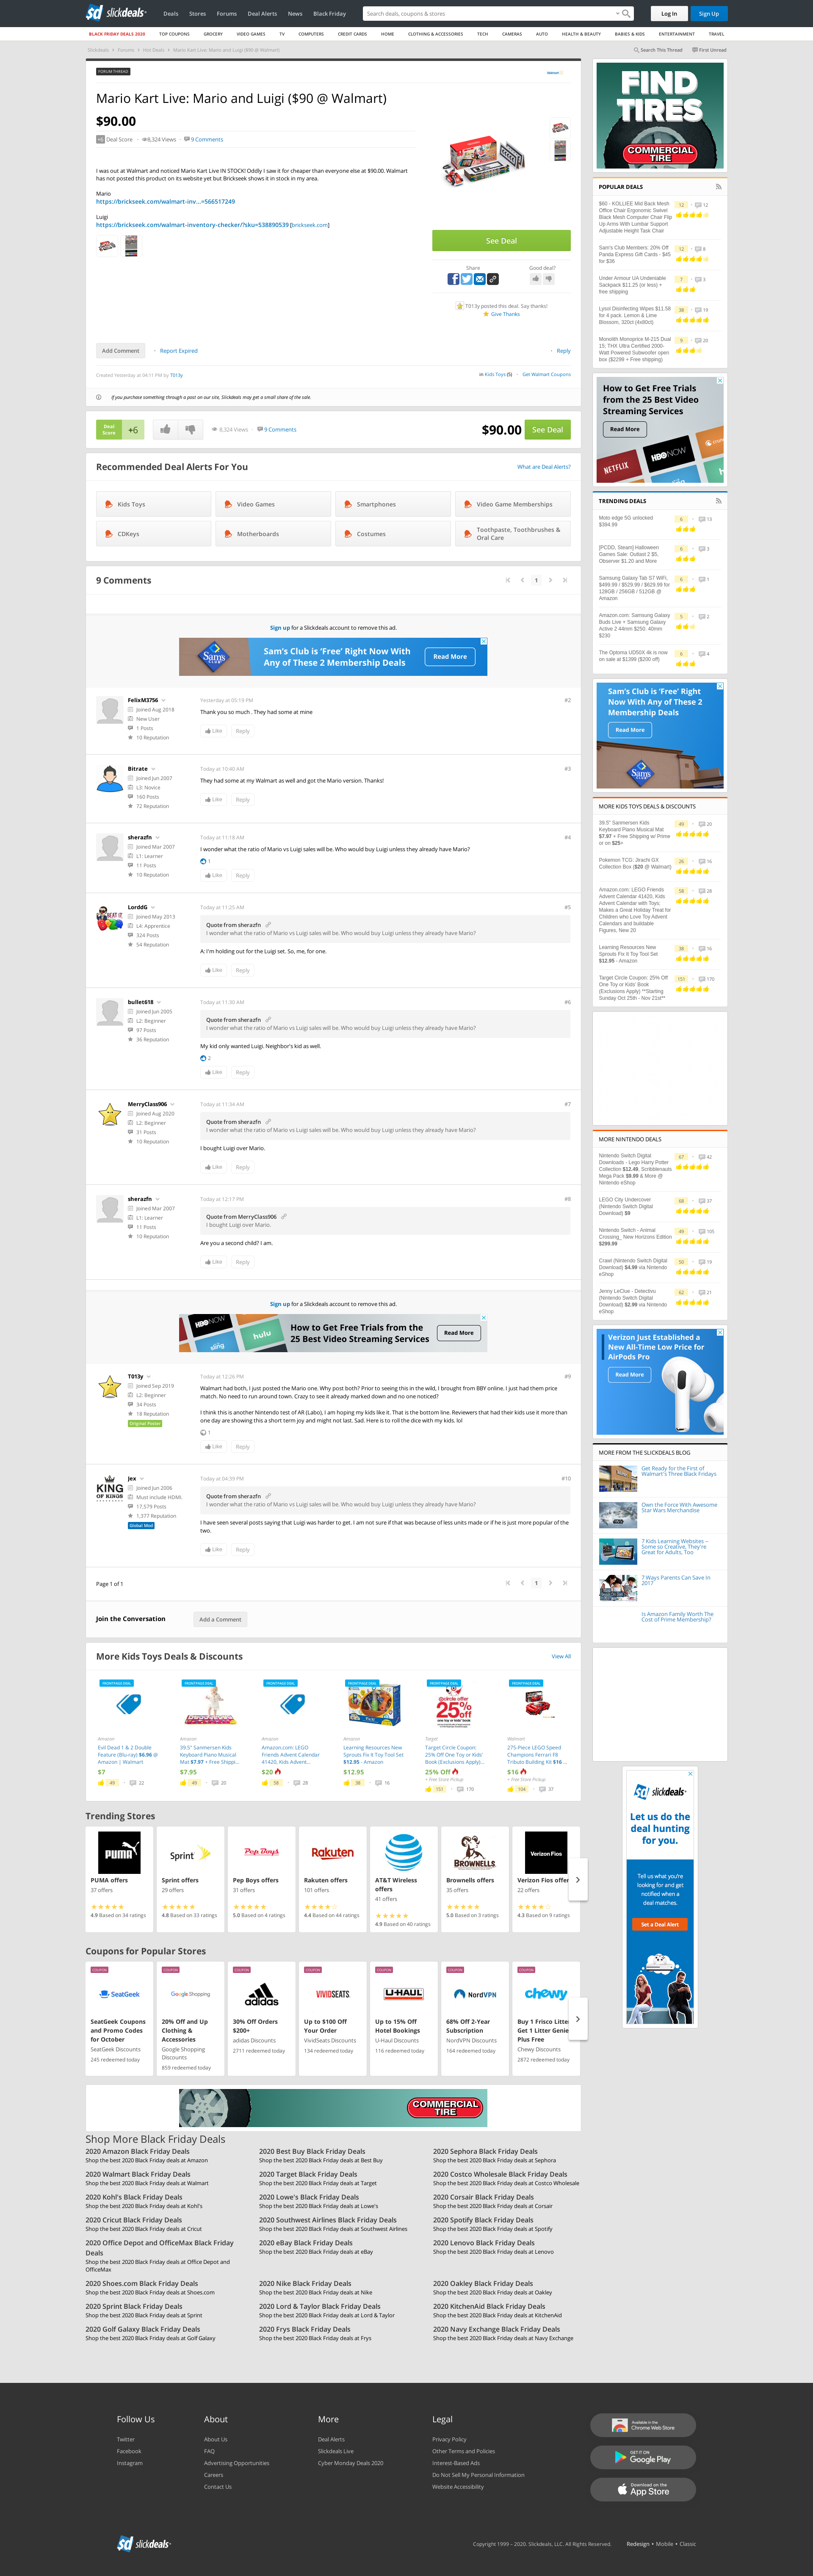 slickdeals
Deals Stores Forums Deal Alerts News Black Friday
Search deals, coupons & stores
Log In
Sign Up
BLACK FRIDAY DEALS 2020 TOP COUPONS GROCERY VIDEO GAMES TV COMPUTERS CREDIT CARDS HOME CLOTHING & ACCESSORIES TECH CAMERAS AUTO HEALTH & BEAUTY BABIES & KIDS ENTERTAINMENT TRAVEL
Slickdeals Forums Hot Deals Mario Kart Live: Mario and Luigi ($90 @ Walmart)
Search This Thread First Unread
FORUM THREAD
Walmart
Mario Kart Live: Mario and Luigi ($90 @ Walmart)
$90.00
+6 Deal Score 8,324 Views 9 Comments
I was out at Walmart and noticed Mario Kart Live IN STOCK! Oddly I saw it for cheaper than everyone else at $90.00. Walmart
has not posted this product on its website yet but Brickseek shows it in stock in my area.
Mario
https://brickseek.com/walmart-inv...=566517249
Luigi
https://brickseek.com/walmart-inventory-checker/?sku=538890539 [brickseek.com]
See Deal
Share
Good deal?
T013y posted this deal. Say thanks!
Give Thanks
Add Comment Report Expired
Reply
Created Yesterday at 04:11 PM by T013y
in Kids Toys (5) Get Walmart Coupons
If you purchase something through a post on our site, Slickdeals may get a small share of the sale.
Deal
Score
+6
8,324 Views 9 Comments
$90.00 See Deal
Recommended Deal Alerts For You
What are Deal Alerts?
Kids Toys
Video Games
Smartphones
Video Game Memberships
CDKeys
Motherboards
Costumes
Toothpaste, Toothbrushes &
Oral Care
9 Comments
1
Sign up for a Slickdeals account to remove this ad.
Sam's Club is 'Free' Right Now With
Any of These 2 Membership Deals
Read More
FelixM3756
Joined Aug 2018
New User
1 Posts
10 Reputation
Yesterday at 05:19 PM
#2
Thank you so much . They had some at mine
Like Reply
Bitrate
Joined Jun 2007
L3: Novice
160 Posts
72 Reputation
Today at 10:40 AM
#3
They had some at my Walmart as well and got the Mario version. Thanks!
Like Reply
sherazfn
Joined Mar 2007
L1: Learner
11 Posts
10 Reputation
Today at 11:18 AM
#4
I wonder what the ratio of Mario vs Luigi sales will be. Who would buy Luigi unless they already have Mario?
1
Like Reply
LorddG
Joined May 2013
L4: Apprentice
324 Posts
54 Reputation
Today at 11:25 AM
#5
Quote from sherazfn
I wonder what the ratio of Mario vs Luigi sales will be. Who would buy Luigi unless they already have Mario?
A: I'm holding out for the Luigi set. So, me, for one.
Like Reply
bullet618
Joined Jun 2005
L2: Beginner
97 Posts
36 Reputation
Today at 11:30 AM
#6
Quote from sherazfn
I wonder what the ratio of Mario vs Luigi sales will be. Who would buy Luigi unless they already have Mario?
My kid only wanted Luigi. Neighbor's kid as well.
2
Like Reply
MerryClass906
Joined Aug 2020
L2: Beginner
31 Posts
10 Reputation
Today at 11:34 AM
#7
Quote from sherazfn
I wonder what the ratio of Mario vs Luigi sales will be. Who would buy Luigi unless they already have Mario?
I bought Luigi over Mario.
Like Reply
sherazfn
Joined Mar 2007
L1: Learner
11 Posts
10 Reputation
Today at 12:17 PM
#8
Quote from MerryClass906
I bought Luigi over Mario.
Are you a second child? I am.
Like Reply
Sign up for a Slickdeals account to remove this ad.
HBO NOW
hulu
How to Get Free Trials from the
25 Best Video Streaming Services
Read More
T013y
Joined Sep 2019
L2: Beginner
34 Posts
18 Reputation
Original Poster
Today at 12:26 PM
#9
Walmart had both, I just posted the Mario one. Why post both? Prior to seeing this in the wild, I brought from BBY online. I just had them price
match. No need to run around town. Crazy to see it already marked down and no one noticed?
I think this is another Nintendo test of AR (Labo), I am hoping my kids like it. That is the bottom line. Reviewers that had their kids use it more than
one day are showing this a short term joy and might not last. Sad. Here is to roll the dice with my kids. lol
1
Like Reply
Jex
KING
OF KINGS
Joined Jun 2006
Must include HDMI.
17,579 Posts
1,377 Reputation
Global Mod
Today at 04:39 PM
#10
Quote from sherazfn
I wonder what the ratio of Mario vs Luigi sales will be. Who would buy Luigi unless they already have Mario?
I have seen several posts saying that Luigi was harder to get. I am not sure if that was because of less units made or if he is just more popular of the
two.
Like Reply
Page 1 of 1
1
Join the Conversation Add a Comment
More Kids Toys Deals & Discounts
View All
FRONTPAGE DEAL
Amazon
Evil Dead 1 & 2 Double
Feature (Blu-ray) $6.96 @
Amazon | Walmart
$7
49 22
FRONTPAGE DEAL
Amazon
39.5" Sanmersen Kids
Keyboard Piano Musical
Mat $7.97 + Free Shippi...
$7.95
49 20
FRONTPAGE DEAL
Amazon
Amazon.com: LEGO
Friends Advent Calendar
41420, Kids Advent...
$20
58 28
FRONTPAGE DEAL
Amazon
Learning Resources New
Sprouts Fix It Toy Tool Set
$12.95 - Amazon
$12.95
38 16
FRONTPAGE DEAL
circle offer
25%
off
Target
Target Circle Coupon:
25% Off One Toy or Kids'
Book (Exclusions Apply)...
25% Off
+ Free Store Pickup
151 170
FRONTPAGE DEAL
Walmart
275-Piece LEGO Speed
Champions Ferrari F8
Tributo Building Kit $16 ...
$16
+ Free Store Pickup
104 37
Trending Stores
PUMA
PUMA offers
37 offers
4.9 Based on 34 ratings
Sprint
Sprint offers
29 offers
4.8 Based on 33 ratings
Pep Boys
Pep Boys offers
31 offers
5.0 Based on 4 ratings
Rakuten
Rakuten offers
101 offers
4.4 Based on 44 ratings
AT&T Wireless
offers
41 offers
4.9 Based on 40 ratings
BROWNELLS
Brownells offers
35 offers
5.0 Based on 3 ratings
Verizon Fios
Verizon Fios offers
22 offers
4.3 Based on 9 ratings
Coupons for Popular Stores
COUPON
SeatGeek
SeatGeek Coupons
and Promo Codes
for October
SeatGeek Discounts
245 redeemed today
COUPON
Google Shopping
20% Off and Up
Clothing &
Accessories
Google Shopping
Discounts
859 redeemed today
COUPON
adidas
30% Off Orders
$200+
adidas Discounts
2711 redeemed today
COUPON
VIVIDSEATS
Up to $100 Off
Your Order
VividSeats Discounts
134 redeemed today
COUPON
U-HAUL
Up to 15% Off
Hotel Bookings
U-Haul Discounts
116 redeemed today
COUPON
NordVPN
68% Off 2-Year
Subscription
NordVPN Discounts
164 redeemed today
COUPON
chewy
Buy 1 Frisco Litter
Get 1 Litter Genie
Plus Free
Chewy Discounts
2872 redeemed today
COMMERCIAL
TIRE
Shop More Black Friday Deals
2020 Amazon Black Friday Deals
Shop the best 2020 Black Friday deals at Amazon
2020 Best Buy Black Friday Deals
Shop the best 2020 Black Friday deals at Best Buy
2020 Sephora Black Friday Deals
Shop the best 2020 Black Friday deals at Sephora
2020 Walmart Black Friday Deals
Shop the best 2020 Black Friday deals at Walmart
2020 Target Black Friday Deals
Shop the best 2020 Black Friday deals at Target
2020 Costco Wholesale Black Friday Deals
Shop the best 2020 Black Friday deals at Costco Wholesale
2020 Kohl's Black Friday Deals
Shop the best 2020 Black Friday deals at Kohl's
2020 Lowe's Black Friday Deals
Shop the best 2020 Black Friday deals at Lowe's
2020 Corsair Black Friday Deals
Shop the best 2020 Black Friday deals at Corsair
2020 Cricut Black Friday Deals
Shop the best 2020 Black Friday deals at Cricut
2020 Southwest Airlines Black Friday Deals
Shop the best 2020 Black Friday deals at Southwest Airlines
2020 Spotify Black Friday Deals
Shop the best 2020 Black Friday deals at Spotify
2020 Office Depot and OfficeMax Black Friday
Deals
Shop the best 2020 Black Friday deals at Office Depot and
OfficeMax
2020 eBay Black Friday Deals
Shop the best 2020 Black Friday deals at eBay
2020 Lenovo Black Friday Deals
Shop the best 2020 Black Friday deals at Lenovo
2020 Shoes.com Black Friday Deals
Shop the best 2020 Black Friday deals at Shoes.com
2020 Nike Black Friday Deals
Shop the best 2020 Black Friday deals at Nike
2020 Oakley Black Friday Deals
Shop the best 2020 Black Friday deals at Oakley
2020 Sprint Black Friday Deals
Shop the best 2020 Black Friday deals at Sprint
2020 Lord & Taylor Black Friday Deals
Shop the best 2020 Black Friday deals at Lord & Taylor
2020 KitchenAid Black Friday Deals
Shop the best 2020 Black Friday deals at KitchenAid
2020 Golf Galaxy Black Friday Deals
Shop the best 2020 Black Friday deals at Golf Galaxy
2020 Frys Black Friday Deals
Shop the best 2020 Black Friday deals at Frys
2020 Navy Exchange Black Friday Deals
Shop the best 2020 Black Friday deals at Navy Exchange
FIND
TIRES
COMMERCIAL
TIRE
POPULAR DEALS
$60 - KOLLIEE Mid Back Mesh
Office Chair Ergonomic Swivel
Black Mesh Computer Chair Flip
Up Arms With Lumbar Support
Adjustable Height Task Chair
12 12
Sam's Club Members: 20% Off
Panda Express Gift Cards - $45
for $36
12 8
Under Armour UA Undeniable
Sackpack $11.25 (or less) +
free shipping
7 3
Lysol Disinfecting Wipes $11.58
for 4 pack. Lemon & Lime
Blossom, 320ct (4x80ct)
38 19
Monolith Monoprice M-215 Dual
15; THX Ultra Certified 2000-
Watt Powered Subwoofer open
box ($2299 + Free shipping)
9 20
How to Get Free Trials
from the 25 Best Video
Streaming Services
Read More
NETFLIX
HBO NOW
hulu
TRENDING DEALS
Moto edge 5G unlocked
$394.99
6 13
[PCDD, Steam] Halloween
Games Sale: Outlast 2 $5,
Observer $1.20 and More
6 3
Samsung Galaxy Tab S7 WiFi,
$499.99 / $529.99 / $629.99 for
128GB / 256GB / 512GB @
Amazon
6 1
Amazon.com: Samsung Galaxy
Buds Live + Samsung Galaxy
Active 2 44mm $250, 40mm
$230
5 2
The Optoma UD50X 4k is now
on sale at $1399 ($200 off)
6 4
Sam's Club is 'Free' Right
Now With Any of These 2
Membership Deals
Read More
Sam's
CLUB
MORE KIDS TOYS DEALS & DISCOUNTS
39.5" Sanmersen Kids
Keyboard Piano Musical Mat
$7.97 + Free Shipping w/ Prime
or on $25+
49 20
Pokemon TCG: Jirachi GX
Collection Box ($20 @ Walmart)
26 16
Amazon.com: LEGO Friends
Advent Calendar 41420, Kids
Advent Calendar with Toys;
Makes a Great Holiday Treat for
Children who Love Toy Advent
Calendars and buildable
Figures, New 20
58 28
Learning Resources New
Sprouts Fix It Toy Tool Set
$12.95 - Amazon
38 16
Target Circle Coupon: 25% Off
One Toy or Kids' Book
(Exclusions Apply) **Starting
Sunday Oct 25th - Nov 21st**
151 170
MORE NINTENDO DEALS
Nintendo Switch Digital
Downloads - Lego Harry Potter
Collection $12.49, Scribblenauts
Mega Pack $9.99 & More @
Nintendo eShop
67 42
LEGO City Undercover
(Nintendo Switch Digital
Download) $9
68 37
Nintendo Switch - Animal
Crossing_ New Horizons Edition
$299.99
49 105
Crawl (Nintendo Switch Digital
Download) $4.99 via Nintendo
eShop
50 19
Jenny LeClue - Detectivu
(Nintendo Switch Digital
Download) $2.99 via Nintendo
eShop
62 21
Verizon Just Established a
New All-Time Low Price for
AirPods Pro
Read More
MORE FROM THE SLICKDEALS BLOG
Get Ready for the First of
Walmart's Three Black Fridays
Own the Force With Awesome
Star Wars Merchandise
7 Kids Learning Websites –
Some so Creative, They're
Great for Adults, Too
7 Ways Parents Can Save In
2017
Is Amazon Family Worth The
Cost of Prime Membership?
slickdeals
Let us do the
deal hunting
for you.
Tell us what you're
looking for and get
notified when a
deal matches.
Set a Deal Alert
Follow Us
Twitter
Facebook
Instagram
About
About Us
FAQ
Advertising Opportunities
Careers
Contact Us
More
Deal Alerts
Slickdeals Live
Cyber Monday Deals 2020
Legal
Privacy Policy
Other Terms and Policies
Interest-Based Ads
Do Not Sell My Personal Information
Website Accessibility
Available in the
Chrome Web Store
GET IT ON
Google Play
Download on the
App Store
slickdeals
Copyright 1999 – 2020. Slickdeals, LLC. All Rights Reserved.
Redesign • Mobile • Classic